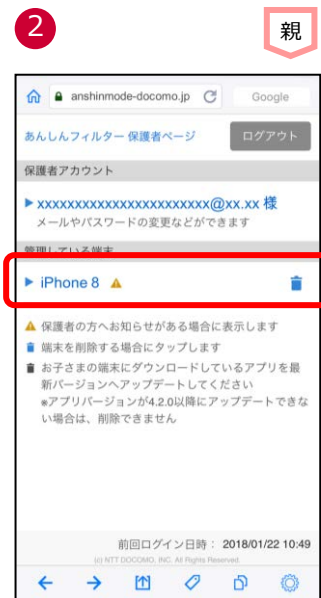 2
親
anshinmode-docomo.jp
Google
あんしんフィルター 保護者ページ
ログアウト
保護者アカウント
xxxxxxxxxxxxxxxxxxxxxxxx@xx.xx 様
メールやパスワードの変更などができます
管理している端末
iPhone 8
保護者の方へお知らせがある場合に表示します
端末を削除する場合にタップします
お子さまの端末にダウンロードしているアプリを最
新バージョンへアップデートしてください
※アプリバージョンが4.2.0以降にアップデートできな
い場合は、削除できません
前回ログイン日時： 2018/01/22 10:49
(c) NTT DOCOMO, INC. All Rights Reserved.